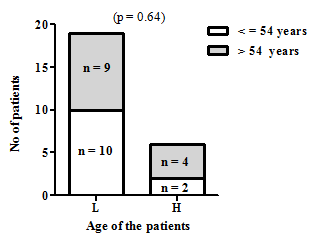 (p = 0.64)
< = 54 years
> 54 years
No of patients
20
15
10
5
0
n = 9
n = 10
n = 4
n = 2
L
H
Age of the patients